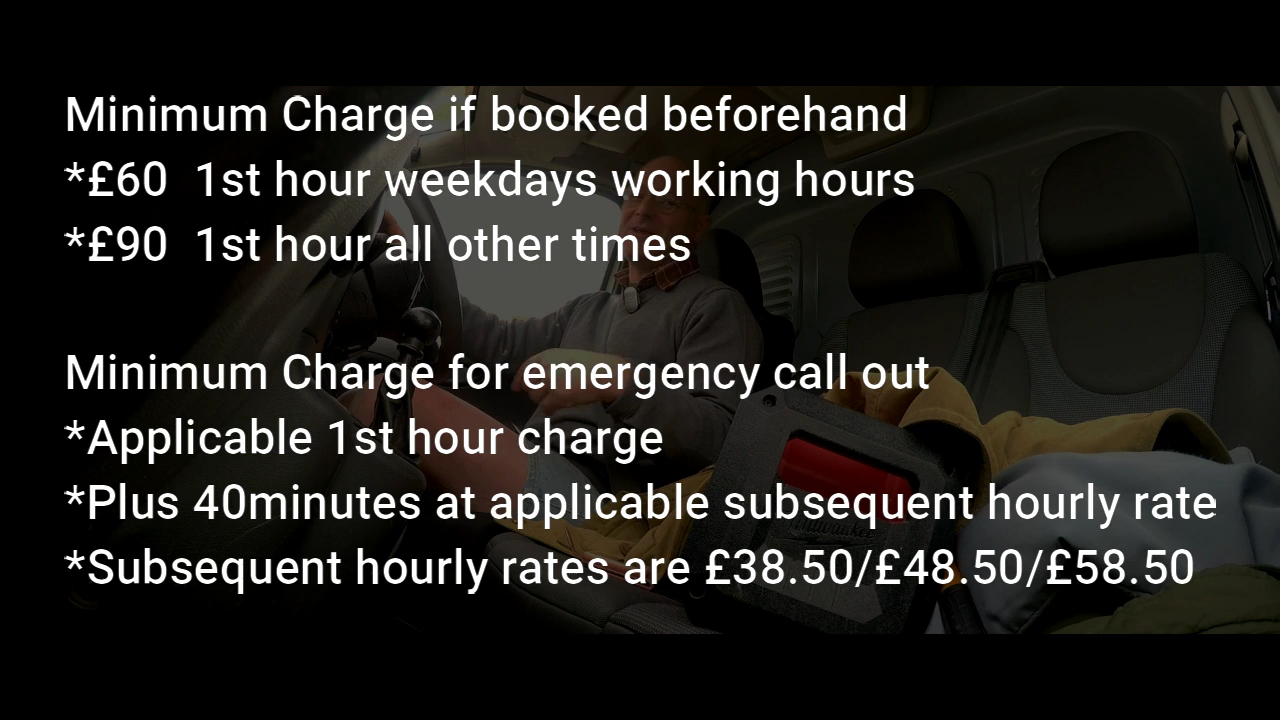 Minimum Charge if booked beforehand
*£60  1st hour weekdays working hours
*£90  1st hour all other times
Minimum Charge for emergency call out
*Applicable 1st hour charge
*Plus 40minutes at applicable subsequent hourly rate
*Subsequent hourly rates are £38.50/£48.50/£58.50
Milwaukee